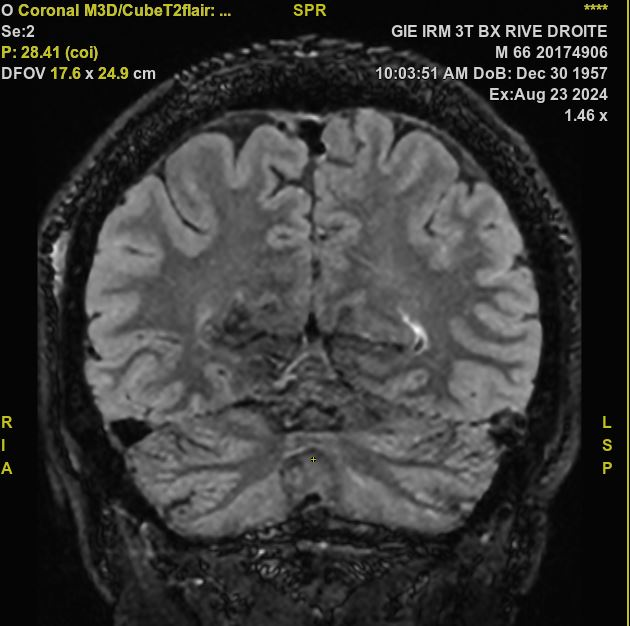 O Coronal M3D/CubeT2flair: ... SPR ****
Se:2 GIE IRM 3T BX RIVE DROITE
P: 28.41 (coi) M 66 20174906
DFOV 17.6 x 24.9 cm 10:03:51 AM DoB: Dec 30 1957
Ex:Aug 23 2024
1.46 x
R L
I S
A P